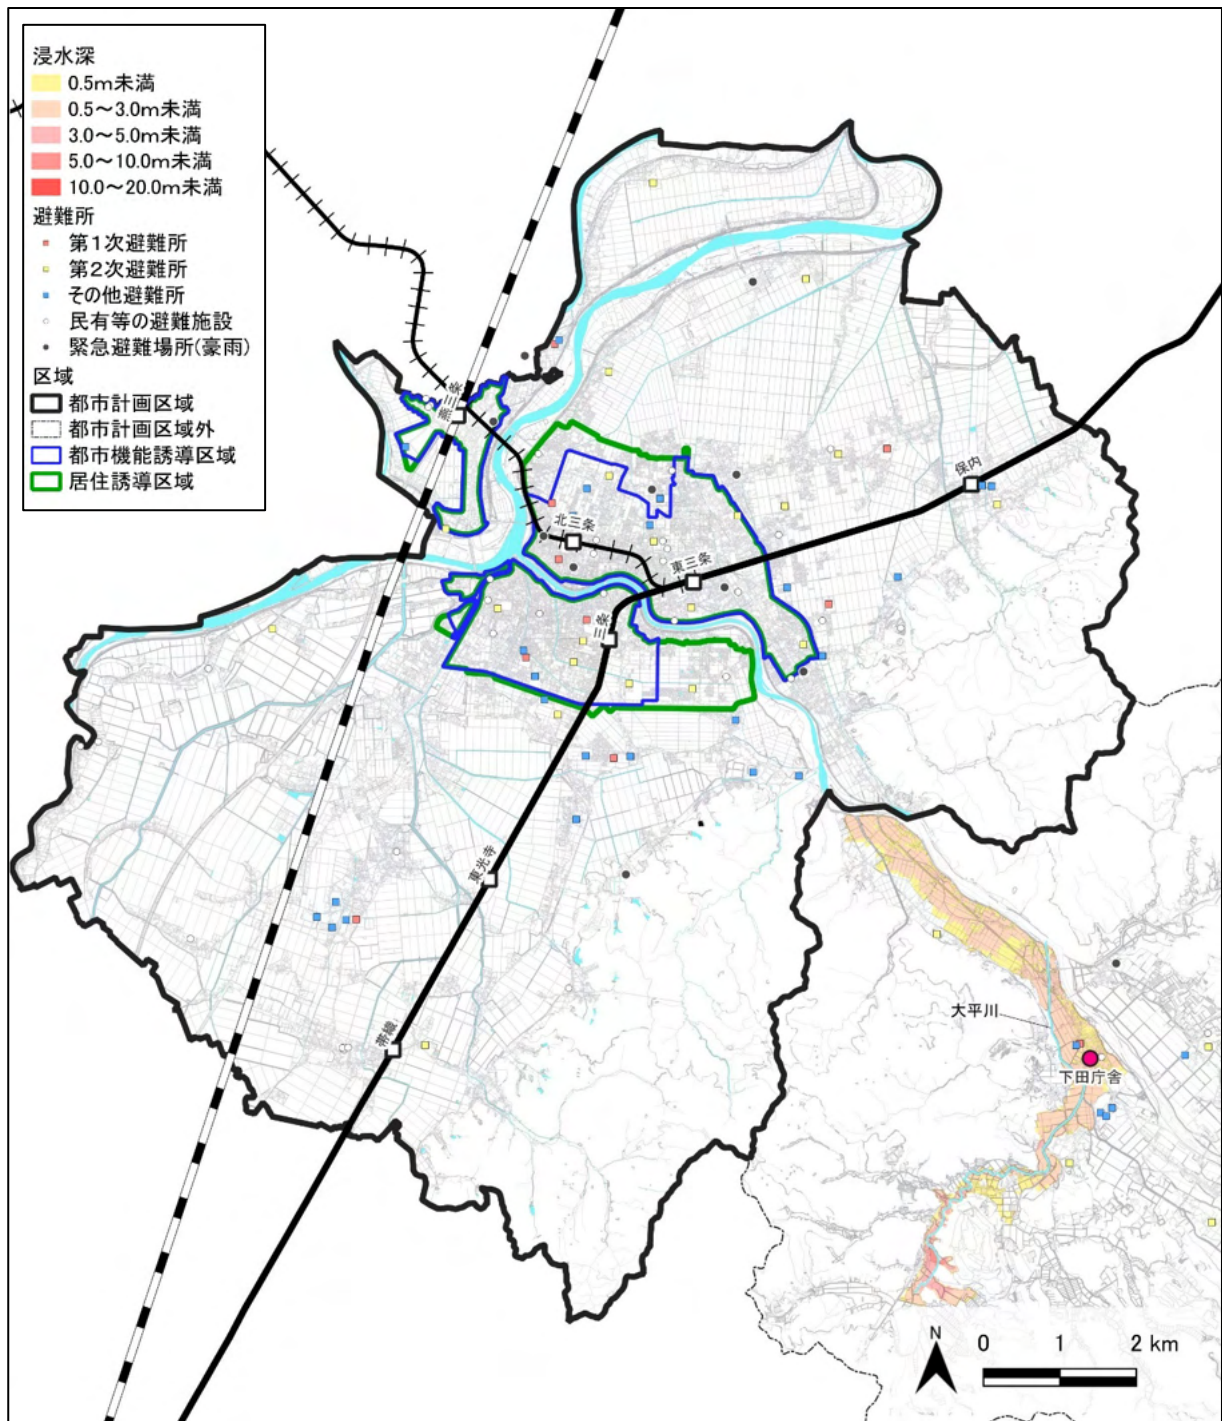 浸水深
0.5m未満
0.5～3.0m未満
3.0～5.0m未満
5.0～10.0m未満
10.0～20.0m未満
避難所
第1次避難所
第2次避難所
その他避難所
民有等の避難施設
緊急避難場所(豪雨)
区域
都市計画区域
都市計画区域外
都市機能誘導区域
居住誘導区域
燕三条
保内
北三条
東三条
三条
東光寺
帯織
大平川
下田庁舎
N
0 1 2 km